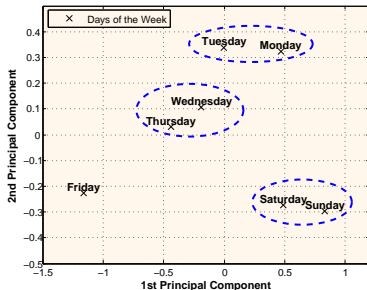 Days of the Week
Tuesday
Monday
Wednesday
Thursday
Friday
Saturday
Sunday
2nd Principal Component
0.4
0.3
0.2
0.1
0
−0.1
−0.2
−0.3
−0.4
−0.5
−1.5
−1
−0.5
0
0.5
1
1st Principal Component